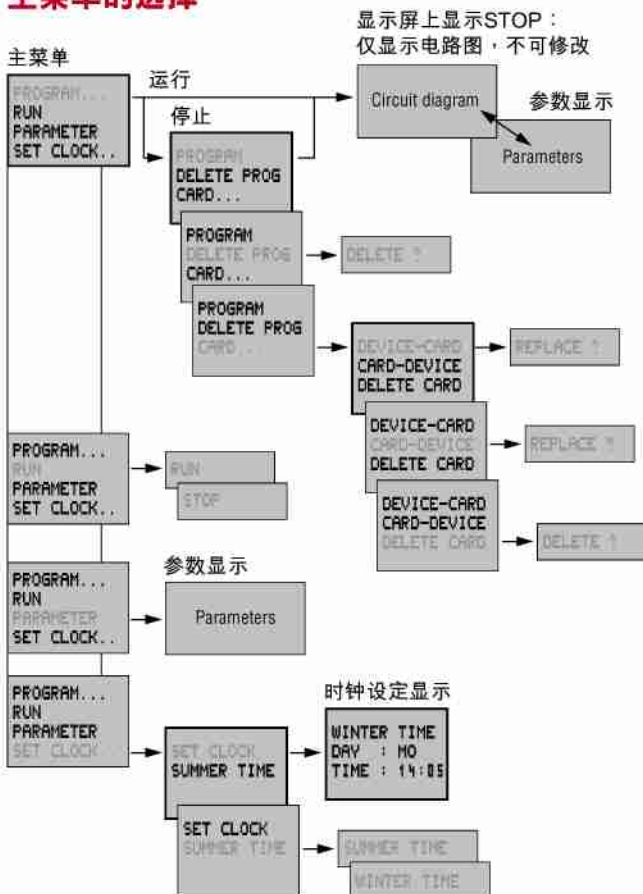 主菜单的选择
显示屏上显示STOP：
仅显示电路图，不可修改
主菜单
PROGRAM...
RUN
PARAMETER
SET CLOCK..
运行
停止
Circuit diagram
参数显示
Parameters
PROGRAM
DELETE PROG
CARD...
PROGRAM
DELETE PROG
CARD...
DELETE ?
PROGRAM
DELETE PROG
CARD...
DEVICE-CARD
CARD-DEVICE
DELETE CARD
REPLACE ?
DEVICE-CARD
CARD-DEVICE
DELETE CARD
REPLACE ?
DEVICE-CARD
CARD-DEVICE
DELETE CARD
DELETE ?
PROGRAM...
RUN
PARAMETER
SET CLOCK..
RUN
STOP
PROGRAM...
RUN
PARAMETER
SET CLOCK..
参数显示
Parameters
PROGRAM...
RUN
PARAMETER
SET CLOCK
时钟设定显示
SET CLOCK
SUMMER TIME
WINTER TIME
DAY : MO
TIME : 14:05
SET CLOCK
SUMMER TIME
SUMMER TIME
WINTER TIME